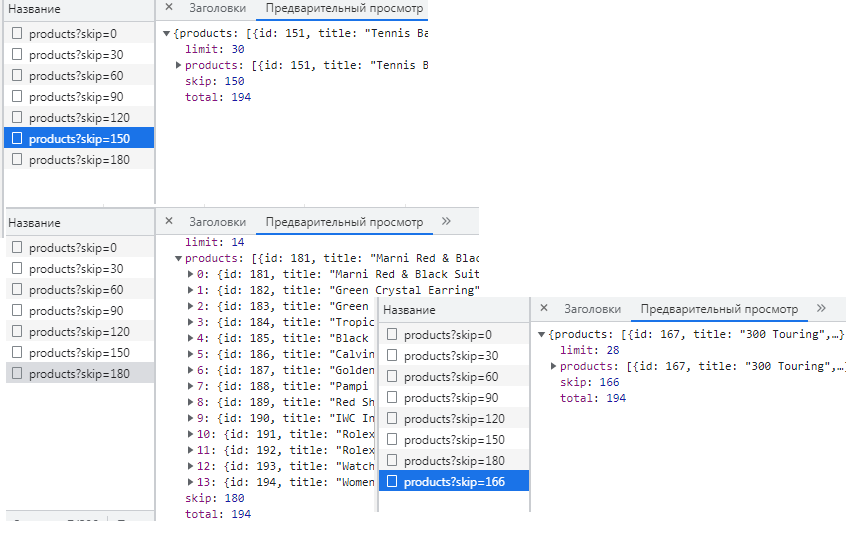 Название
products?skip=0
products?skip=30
products?skip=60
products?skip=90
products?skip=120
products?skip=150
products?skip=180
× Заголовки Предварительный просмотр
▼{products: [{id: 151, title: "Tennis Ba
limit: 30
▶products: [{id: 151, title: "Tennis B
skip: 150
total: 194
Название
products?skip=0
products?skip=30
products?skip=60
products?skip=90
products?skip=120
products?skip=150
products?skip=180
× Заголовки Предварительный просмотр »
limit: 14
▼products: [{id: 181, title: "Marni Red & Blac
▶0: {id: 181, title: "Marni Red & Black Suit
▶1: {id: 182, title: "Green Crystal Earring"
▶2: {id: 183, title: "Green
▶3: {id: 184, title: "Tropic
▶4: {id: 185, title: "Black
▶5: {id: 186, title: "Calvin
▶6: {id: 187, title: "Golden
▶7: {id: 188, title: "Pampi
▶8: {id: 189, title: "Red Sh
▶9: {id: 190, title: "IWC In
▶10: {id: 191, title: "Rolex
▶11: {id: 192, title: "Rolex
▶12: {id: 193, title: "Watch
▶13: {id: 194, title: "Women
skip: 180
total: 194
Название
products?skip=0
products?skip=30
products?skip=60
products?skip=90
products?skip=120
products?skip=150
products?skip=180
products?skip=166
× Заголовки Предварительный просмотр »
▼{products: [{id: 167, title: "300 Touring",…}
limit: 28
▶products: [{id: 167, title: "300 Touring",…}
skip: 166
total: 194